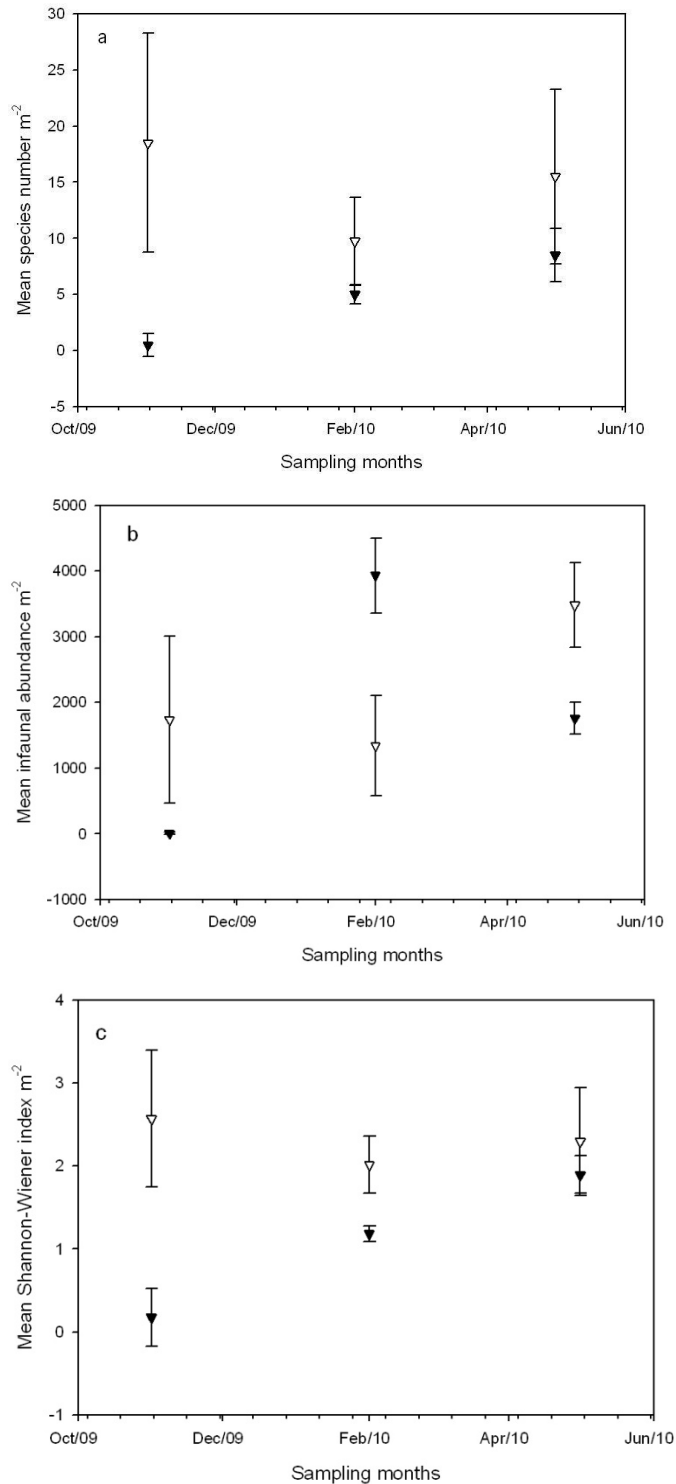 a
30
25
20
15
10
5
0
-5
Mean species number m-2
Oct/09 Dec/09 Feb/10 Apr/10 Jun/10
Sampling months
b
5000
4000
3000
2000
1000
0
-1000
Mean infaunal abundance m-2
Oct/09 Dec/09 Feb/10 Apr/10 Jun/10
Sampling months
c
4
3
2
1
0
-1
Mean Shannon-Wiener index m-2
Oct/09 Dec/09 Feb/10 Apr/10 Jun/10
Sampling months